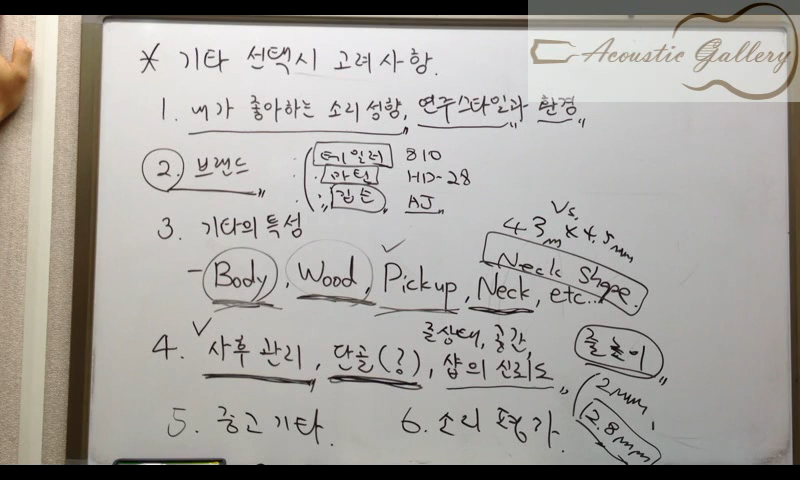 Acoustic Gallery
* 기타 선택시 고려사항.
1. 내가 좋아하는 소리성향, 연주스타일과 환경
2. 브랜드
테일러 810
마틴 HD-28
깁슨 AJ
3. 기타의 특성
Vs.
43m x 4.5mm
Neck Shape.
- Body, Wood, Pickup, Neck, etc...
줄상태, 공간,
4. 사후관리, 단골(?), 샵의 신뢰도
줄높이
2mm,
2.8mm
5. 중고기타. 6. 소리 평가.